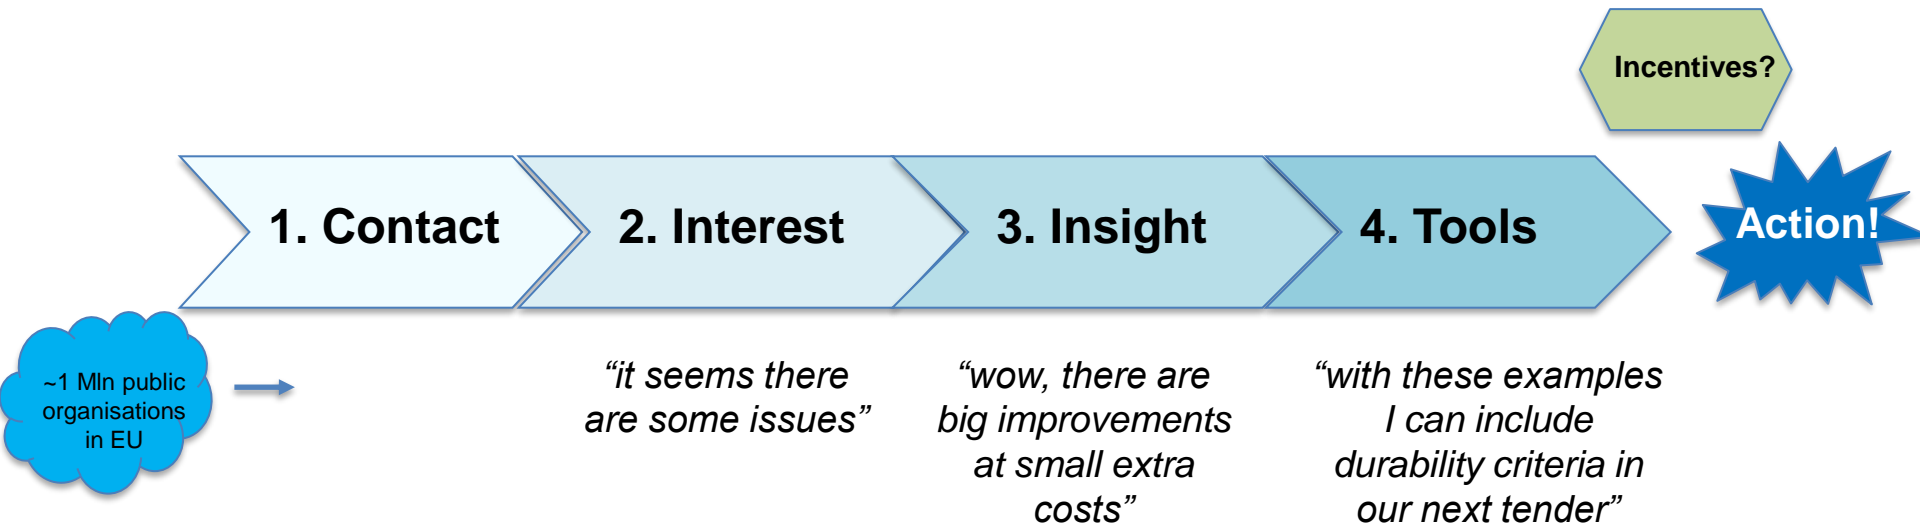 Incentives?
1. Contact
2. Interest
3. Insight
4. Tools
Action!
~1 Mln public
organisations
in EU
“it seems there
are some issues”
“wow, there are
big improvements
at small extra
costs”
“with these examples
I can include
durability criteria in
our next tender”